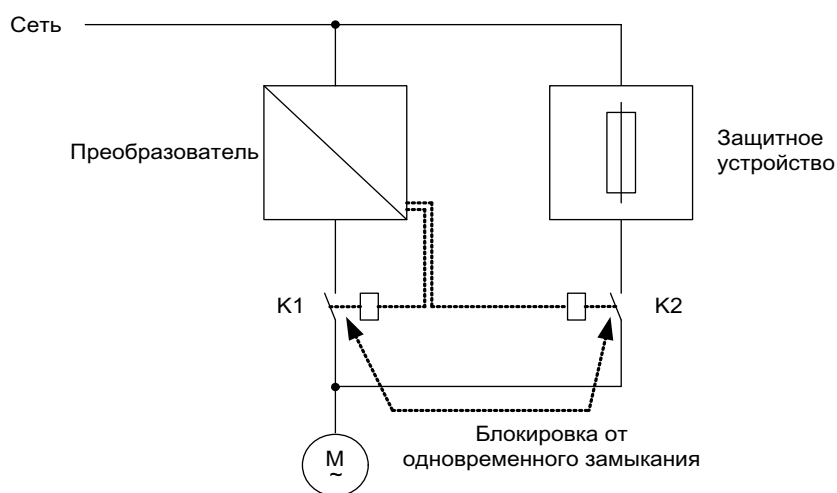 Сеть
Преобразователь
Защитное
устройство
K1
K2
Блокировка от
одновременного замыкания
M
~